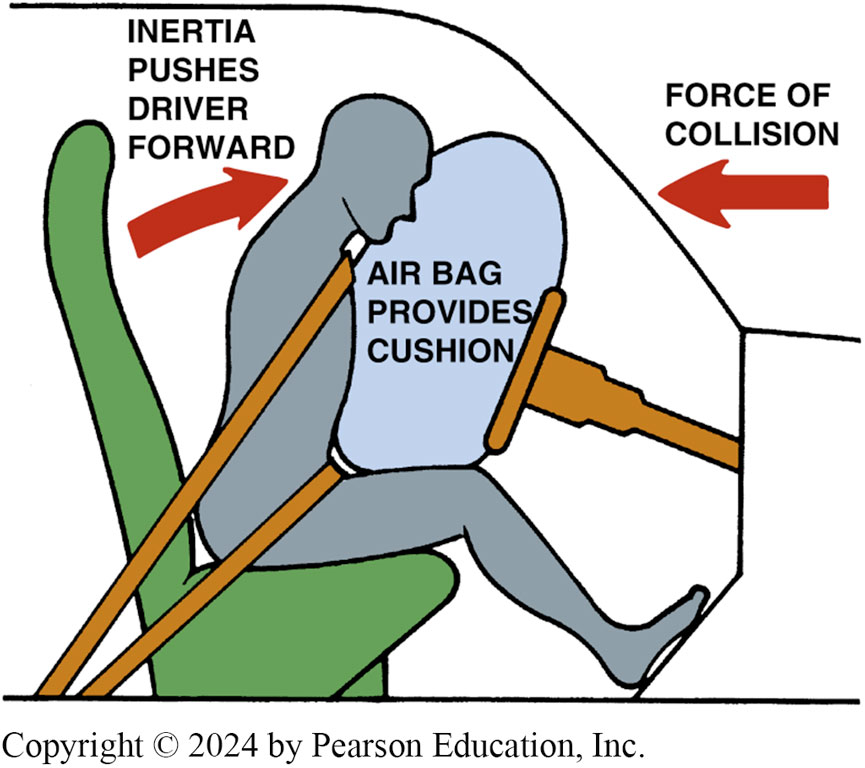 INERTIA
PUSHES
DRIVER
FORWARD
FORCE OF
COLLISION
AIR BAG
PROVIDES
CUSHION
Copyright © 2024 by Pearson Education, Inc.